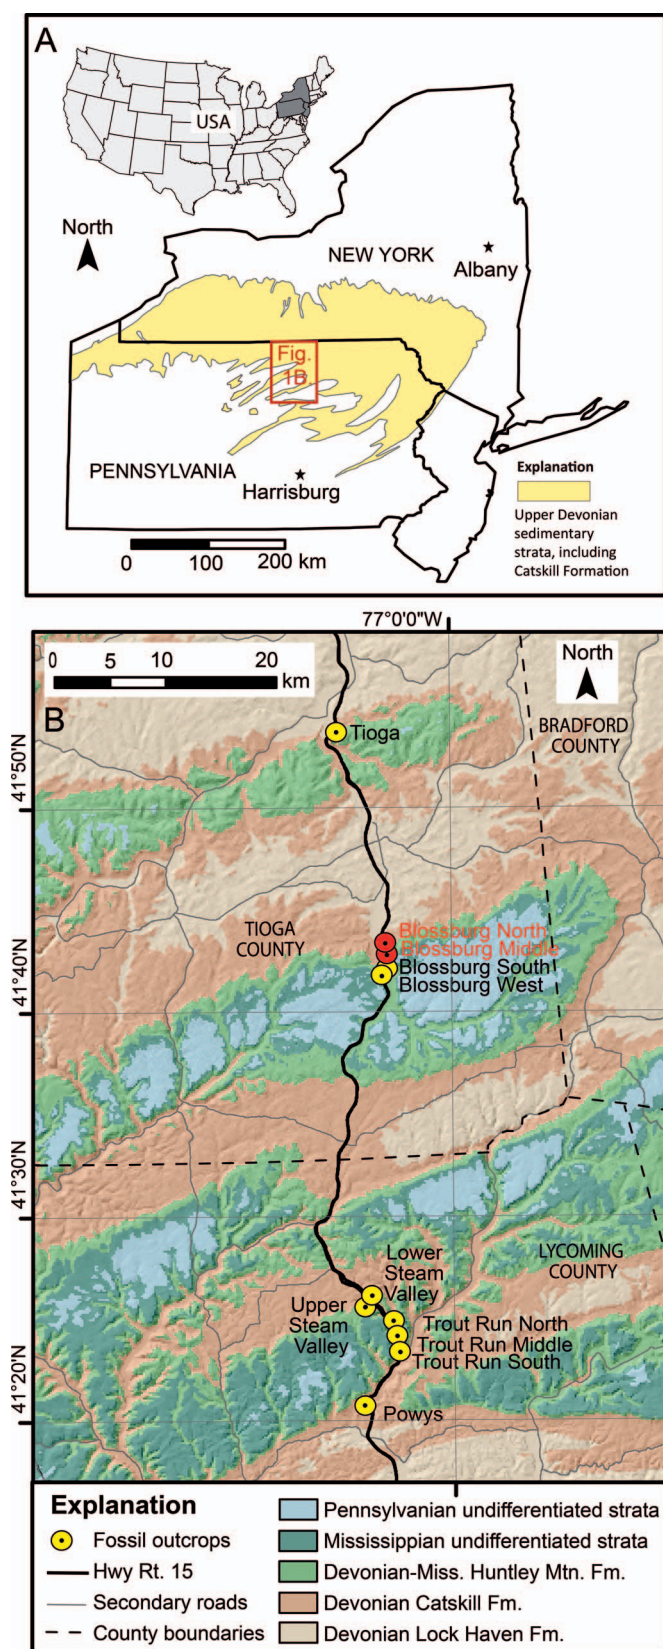 A
USA
North
NEW YORK
Albany
Fig.
1B.
PENNSYLVANIA
Harrisburg
Explanation
Upper Devonian
sedimentary
strata, including
Catskill Formation
0 100 200 km
77°0'0"W
0 5 10 20
km
North
B
BRADFORD
COUNTY
Tioga
41°50'N
TIOGA
COUNTY
Blossburg North
Blossburg Middle
Blossburg South
Blossburg West
41°40'N
41°30'N
Lower
Steam
Valley
LYCOMING
COUNTY
Upper
Steam
Valley
Trout Run North
Trout Run Middle
Trout Run South
41°20'N
Powys
Explanation
Fossil outcrops
Hwy Rt. 15
Secondary roads
County boundaries
Pennsylvanian undifferentiated strata
Mississippian undifferentiated strata
Devonian-Miss. Huntley Mtn. Fm.
Devonian Catskill Fm.
Devonian Lock Haven Fm.